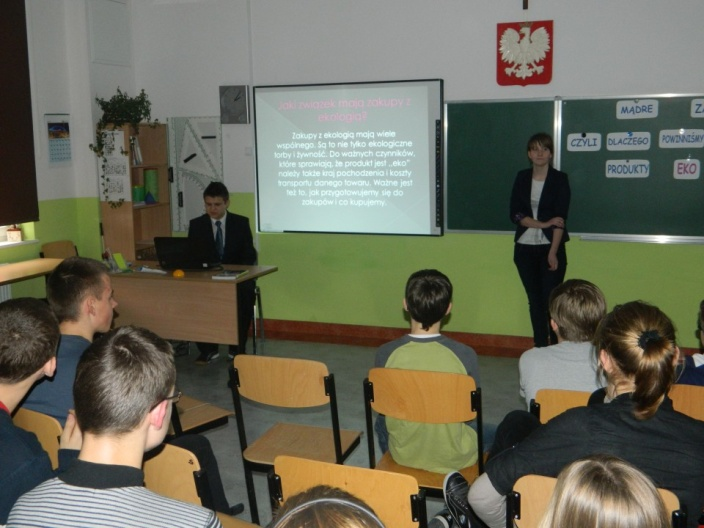 Jaki związek mają zakupy z
ekologią?
Zakupy z ekologią mają wiele
wspólnego. Są to nie tylko ekologiczne
torby i żywność. Do ważnych czynników,
które sprawiają, że produkt jest „eko"
należy także kraj pochodzenia i koszty
transportu danego towaru. Ważne jest
też to, jak przygotowujemy się do
zakupów i co kupujemy.
MĄDRE
CZYLI DLACZEGO POWINNIŚMY
PRODUKTY EKO